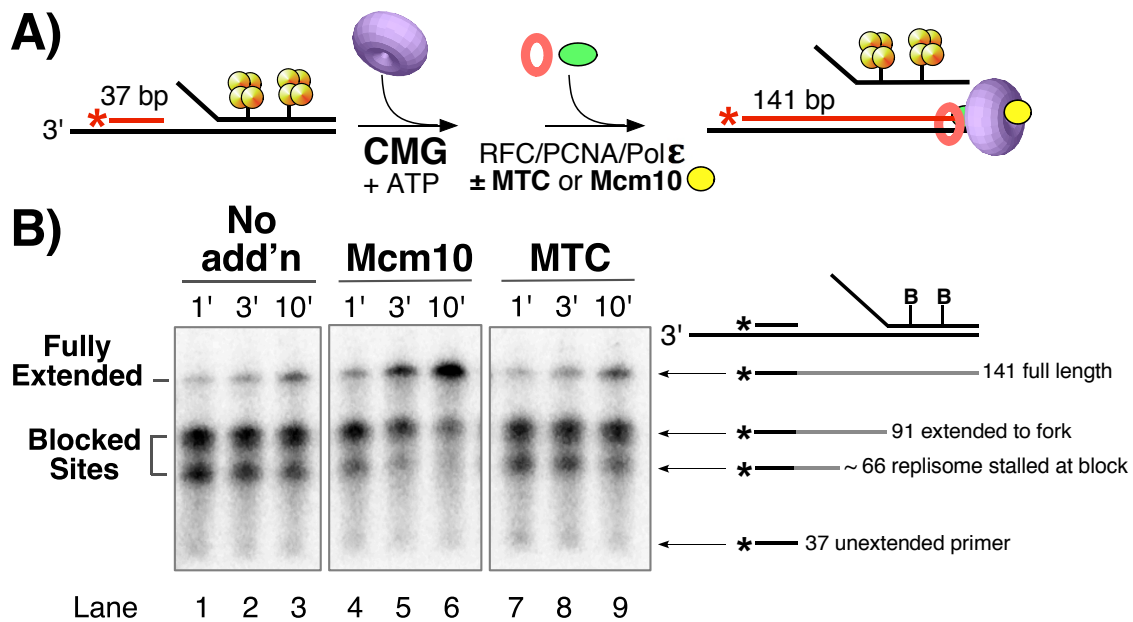 A)
37 bp
*
3'
CMG
+ ATP
RFC/PCNA/Pol ε
± MTC or Mcm10
*
141 bp
B)
No add'n
Mcm10
MTC
1' 3' 10' 1' 3' 10' 1' 3' 10'
B B
*
3'
Fully Extended
* 141 full length
Blocked Sites
* 91 extended to fork
* ~ 66 replisome stalled at block
* 37 unextended primer
Lane 1 2 3 4 5 6 7 8 9